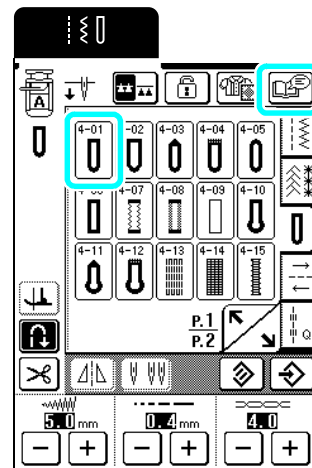 A
4-01 4-02 4-03 4-04 4-05
4-07 4-08 4-09 4-10
4-11 4-12 4-13 4-14 4-15
P.1
P.2
Q
5.0 mm 0.4 mm 4.0
- + - + - +